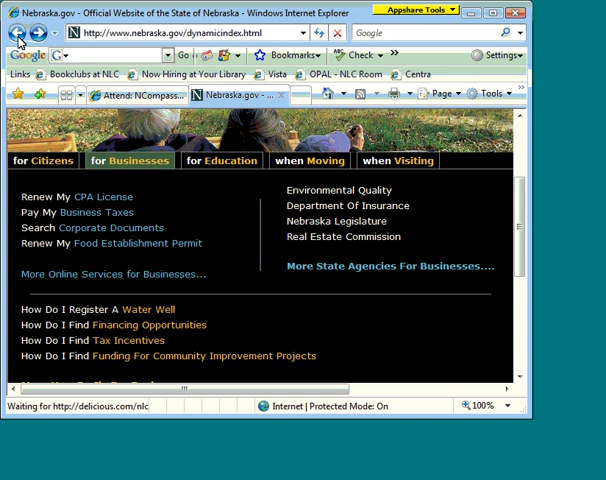 Nebraska.gov - Official Website of the State of Nebraska - Windows Internet Explorer
Appshare Tools
http://www.nebraska.gov/dynamicindex.html
Google
Google
G
Go
Bookmarks
ABC
Check
»
Settings
Links
Bookclubs at NLC
Now Hiring at Your Library
Vista
OPAL - NLC Room
Centra
Attend: NCompass...
Nebraska.gov - ...
Page
Tools
»
for Citizens
for Businesses
for Education
when Moving
when Visiting
Renew My CPA License
Pay My Business Taxes
Search Corporate Documents
Renew My Food Establishment Permit
More Online Services for Businesses...
Environmental Quality
Department Of Insurance
Nebraska Legislature
Real Estate Commission
More State Agencies For Businesses....
How Do I Register A Water Well
How Do I Find Financing Opportunities
How Do I Find Tax Incentives
How Do I Find Funding For Community Improvement Projects
Waiting for http://delicious.com/nlc
Internet | Protected Mode: On
100%